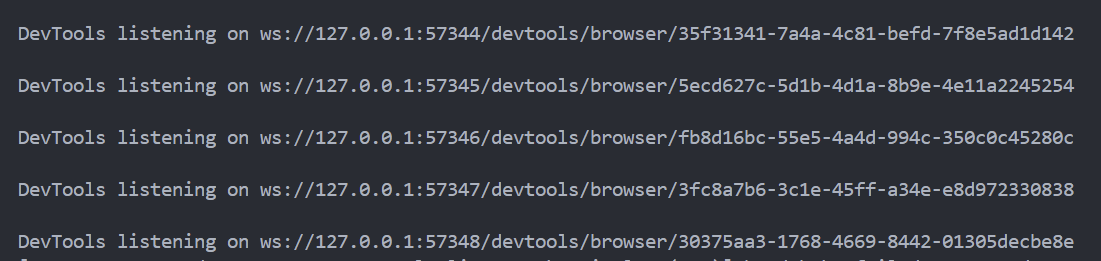 DevTools listening on ws://127.0.0.1:57344/devtools/browser/35f31341-7a4a-4c81-befd-7f8e5ad1d142
DevTools listening on ws://127.0.0.1:57345/devtools/browser/5ecd627c-5d1b-4d1a-8b9e-4e11a2245254
DevTools listening on ws://127.0.0.1:57346/devtools/browser/fb8d16bc-55e5-4a4d-994c-350c0c45280c
DevTools listening on ws://127.0.0.1:57347/devtools/browser/3fc8a7b6-3c1e-45ff-a34e-e8d972330838
DevTools listening on ws://127.0.0.1:57348/devtools/browser/30375aa3-1768-4669-8442-01305decbe8e